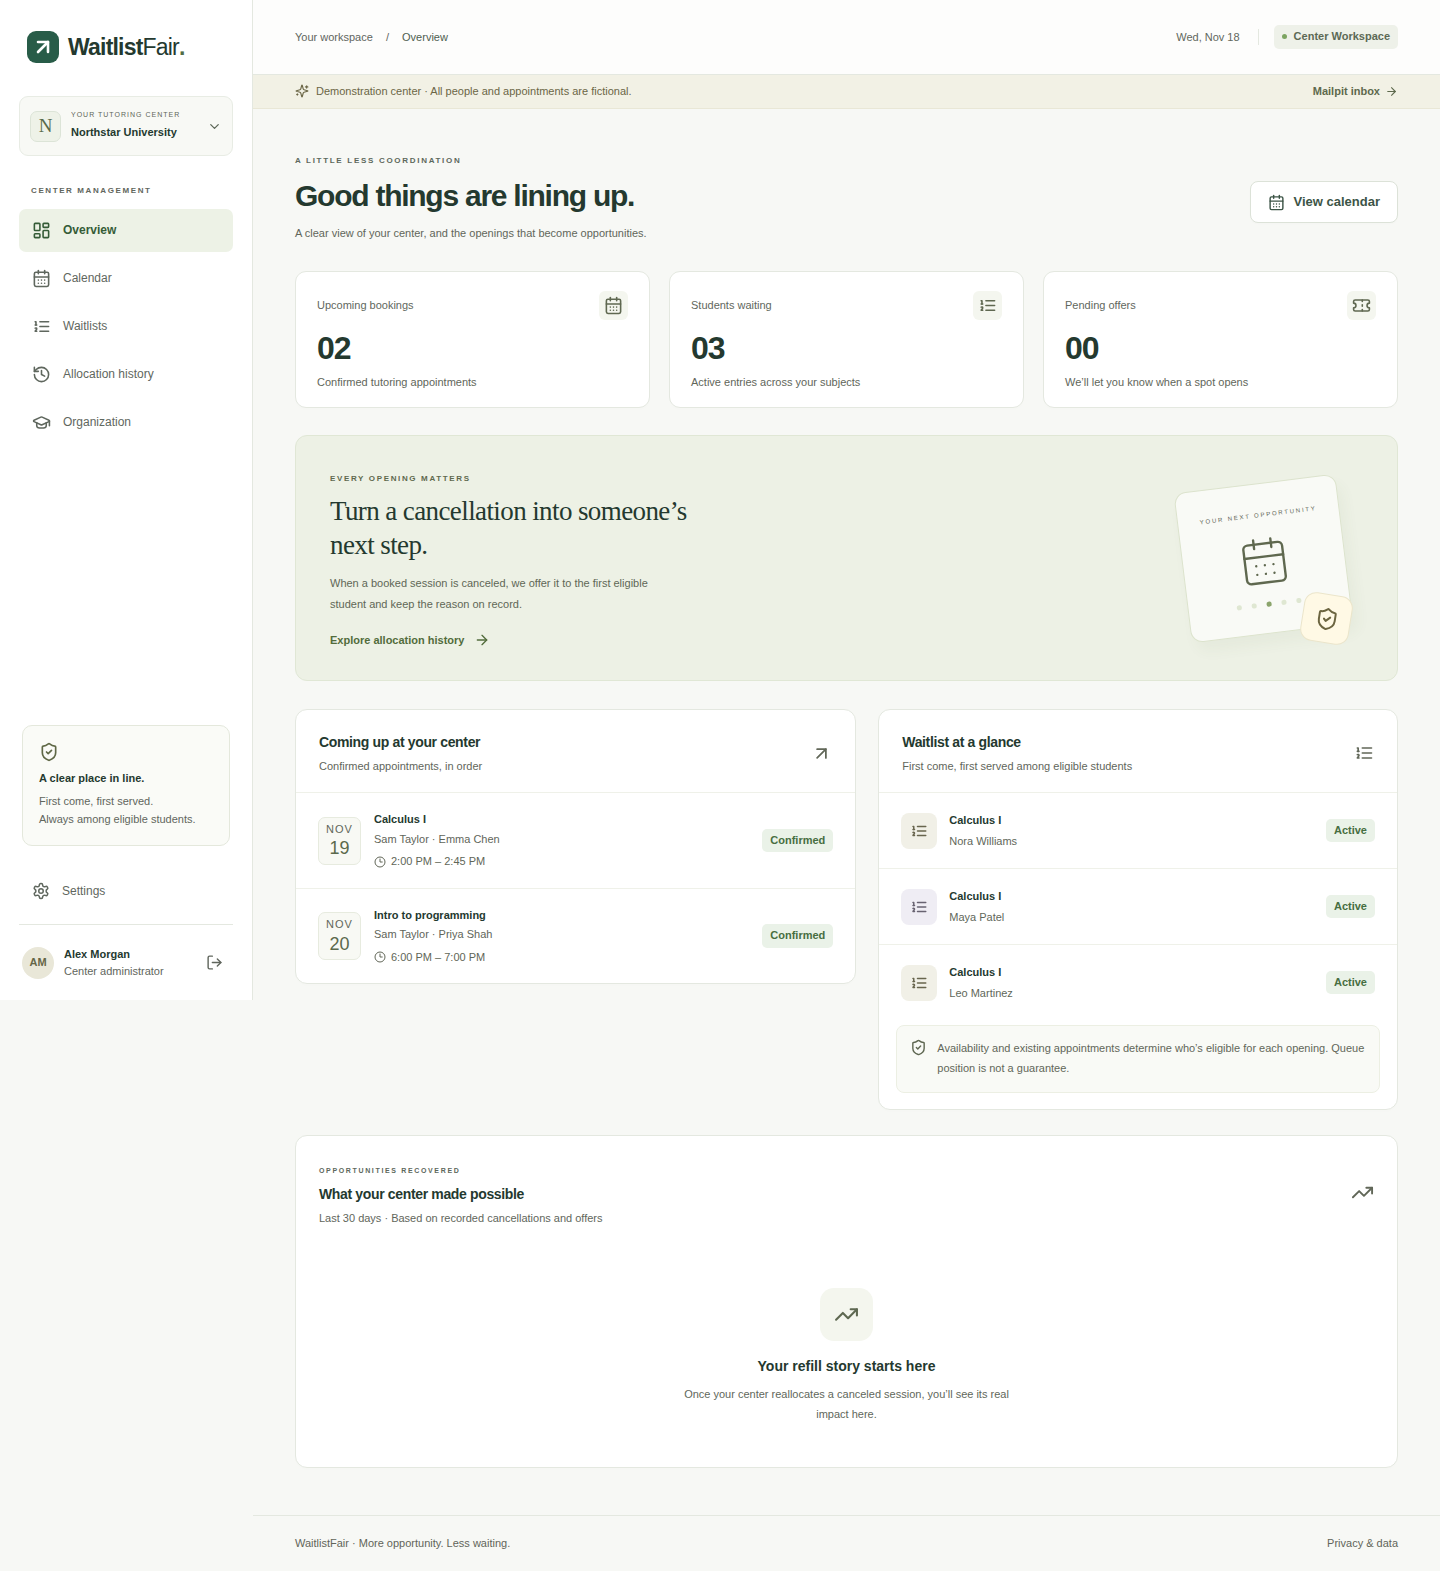 WaitlistFair.
N
YOUR TUTORING CENTER
Northstar University
CENTER MANAGEMENT
Overview
Calendar
Waitlists
Allocation history
Organization
A clear place in line.
First come, first served.
Always among eligible students.
Settings
AM
Alex Morgan
Center administrator
Your workspace / Overview
Wed, Nov 18
Center Workspace
Demonstration center · All people and appointments are fictional.
Mailpit inbox
A LITTLE LESS COORDINATION
Good things are lining up.
A clear view of your center, and the openings that become opportunities.
View calendar
Upcoming bookings
02
Confirmed tutoring appointments
Students waiting
03
Active entries across your subjects
Pending offers
00
We’ll let you know when a spot opens
EVERY OPENING MATTERS
Turn a cancellation into someone’s
next step.
When a booked session is canceled, we offer it to the first eligible
student and keep the reason on record.
Explore allocation history
YOUR NEXT OPPORTUNITY
Coming up at your center
Confirmed appointments, in order
NOV
19
Calculus I
Sam Taylor · Emma Chen
2:00 PM – 2:45 PM
Confirmed
NOV
20
Intro to programming
Sam Taylor · Priya Shah
6:00 PM – 7:00 PM
Confirmed
Waitlist at a glance
First come, first served among eligible students
Calculus I
Nora Williams
Active
Calculus I
Maya Patel
Active
Calculus I
Leo Martinez
Active
Availability and existing appointments determine who’s eligible for each opening. Queue
position is not a guarantee.
OPPORTUNITIES RECOVERED
What your center made possible
Last 30 days · Based on recorded cancellations and offers
Your refill story starts here
Once your center reallocates a canceled session, you’ll see its real
impact here.
WaitlistFair · More opportunity. Less waiting.
Privacy & data